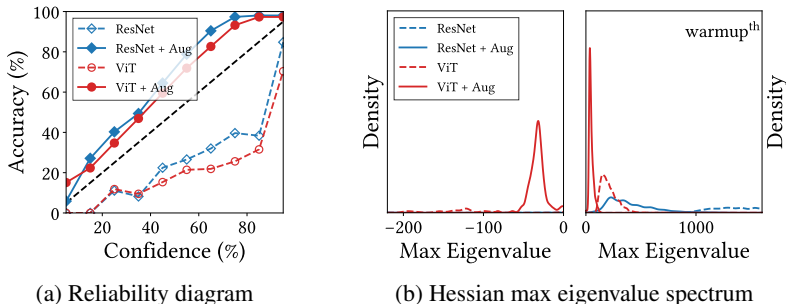 100
80
60
40
20
0
Accuracy (%)
ResNet
ResNet + Aug
ViT
ViT + Aug
20
40
60
80
Confidence (%)
(a) Reliability diagram
Density
ResNet
ResNet + Aug
ViT
ViT + Aug
−200
−100
0
Max Eigenvalue
warmupᵗʰ
Density
0
1000
Max Eigenvalue
(b) Hessian max eigenvalue spectrum